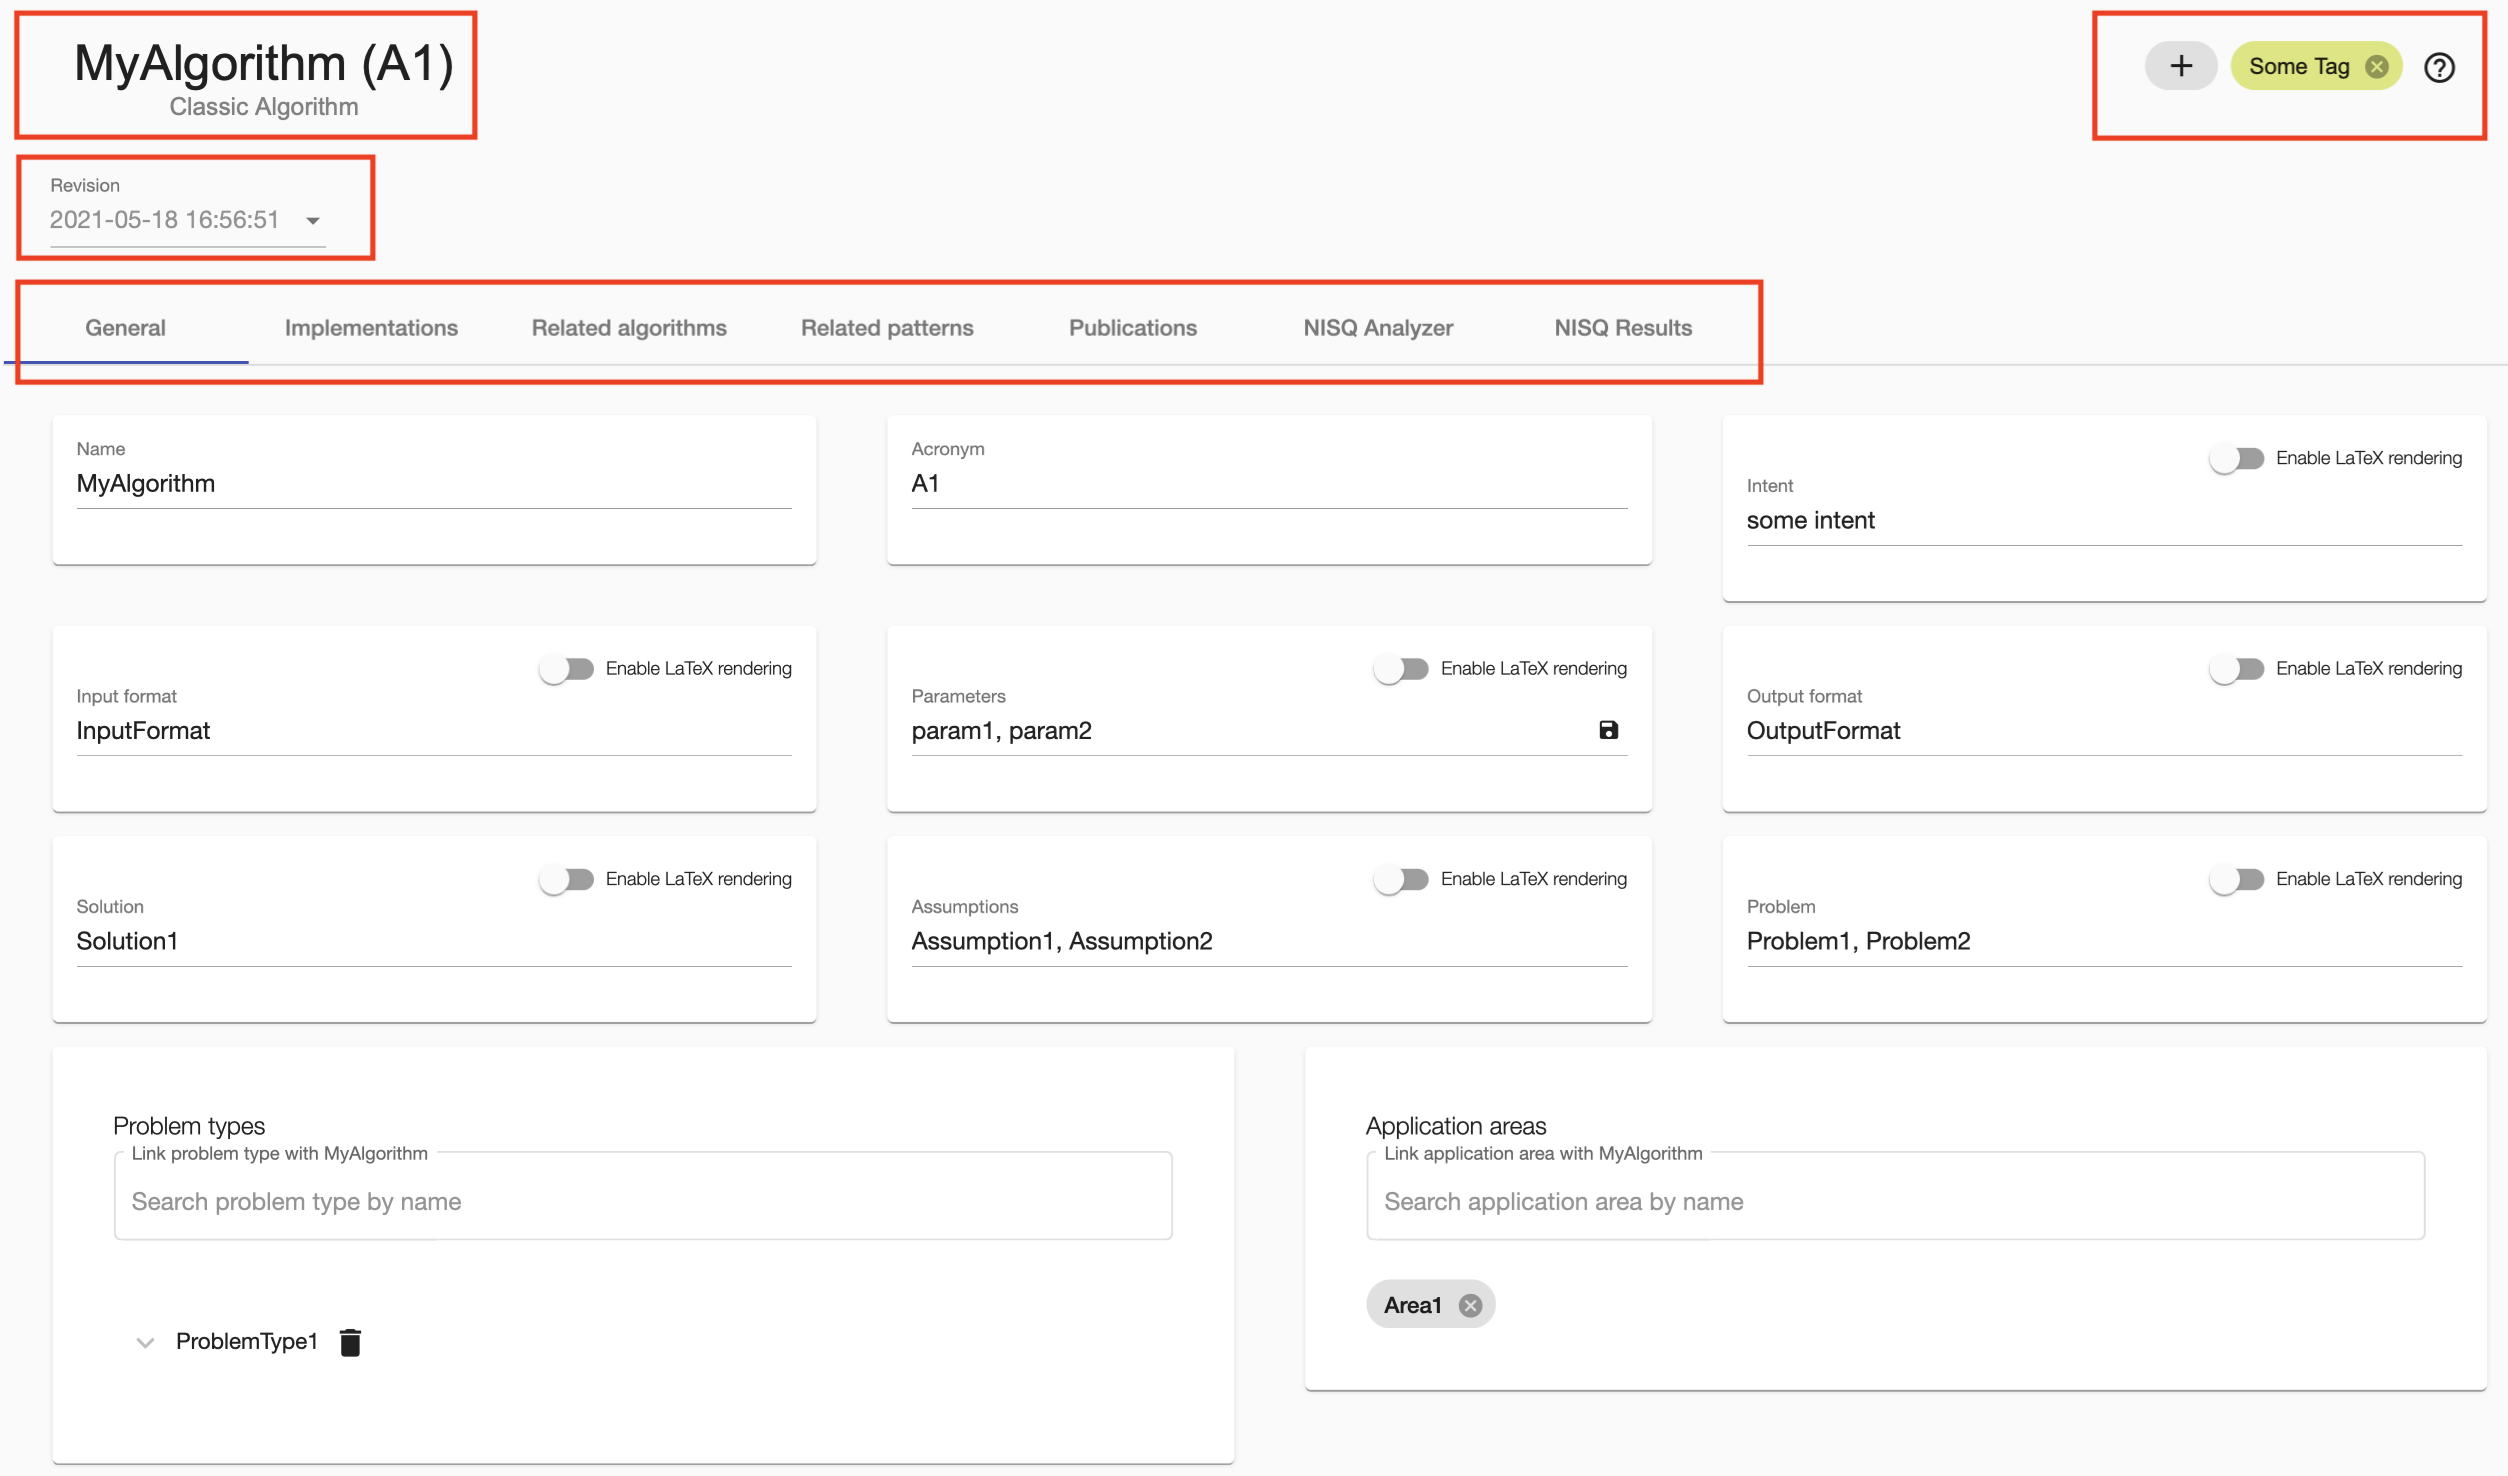 MyAlgorithm (A1)
Classic Algorithm
+ Some Tag
Revision
2021-05-18 16:56:51
General Implementations Related algorithms Related patterns Publications NISQ Analyzer NISQ Results
Name
MyAlgorithm
Acronym
A1
Enable LaTeX rendering
Intent
some intent
Enable LaTeX rendering
Input format
InputFormat
Enable LaTeX rendering
Parameters
param1, param2
Enable LaTeX rendering
Output format
OutputFormat
Enable LaTeX rendering
Solution
Solution1
Enable LaTeX rendering
Assumptions
Assumption1, Assumption2
Enable LaTeX rendering
Problem
Problem1, Problem2
Problem types
Link problem type with MyAlgorithm
Search problem type by name
ProblemType1
Application areas
Link application area with MyAlgorithm
Search application area by name
Area1